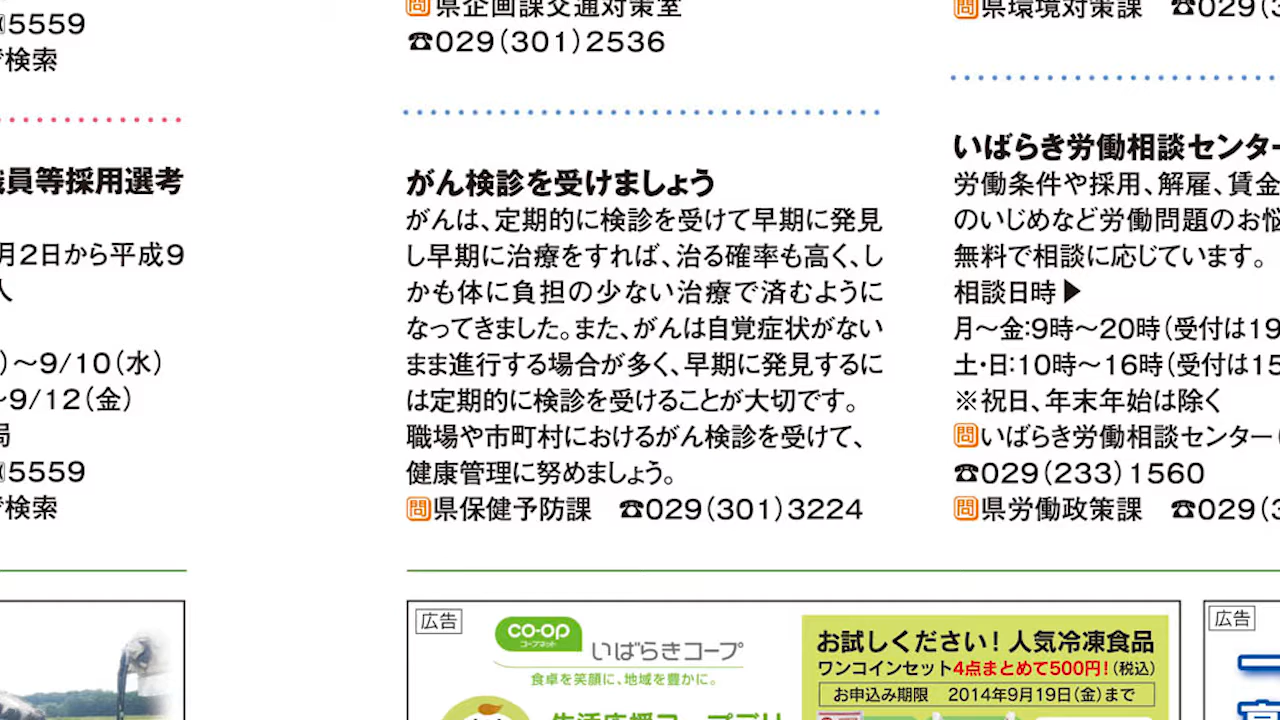 5559
検索
員等採用選考
月2日から平成9
人
)～9/10(水)
～9/12(金)
局
5559
検索
問県企画課交通対策室
☎029(301)2536
がん検診を受けましょう
がんは、定期的に検診を受けて早期に発見
し早期に治療をすれば、治る確率も高く、し
かも体に負担の少ない治療で済むように
なってきました。また、がんは自覚症状がない
まま進行する場合が多く、早期に発見するに
は定期的に検診を受けることが大切です。
職場や市町村におけるがん検診を受けて、
健康管理に努めましょう。
問県保健予防課 ☎029(301)3224
問県環境対策課 ☎029(3
いばらき労働相談センター
労働条件や採用、解雇、賃金
のいじめなど労働問題のお悩
無料で相談に応じています。
相談日時▶
月～金:9時～20時(受付は19
土・日:10時～16時(受付は15
※祝日、年末年始は除く
問いばらき労働相談センター(
☎029(233)1560
問県労働政策課 ☎029(3
広告
co-op
コープネット
いばらきコープ
食卓を笑顔に、地域を豊かに。
お試しください!人気冷凍食品
ワンコインセット4点まとめて500円!(税込)
お申込み期限 2014年9月19日(金)まで
広告